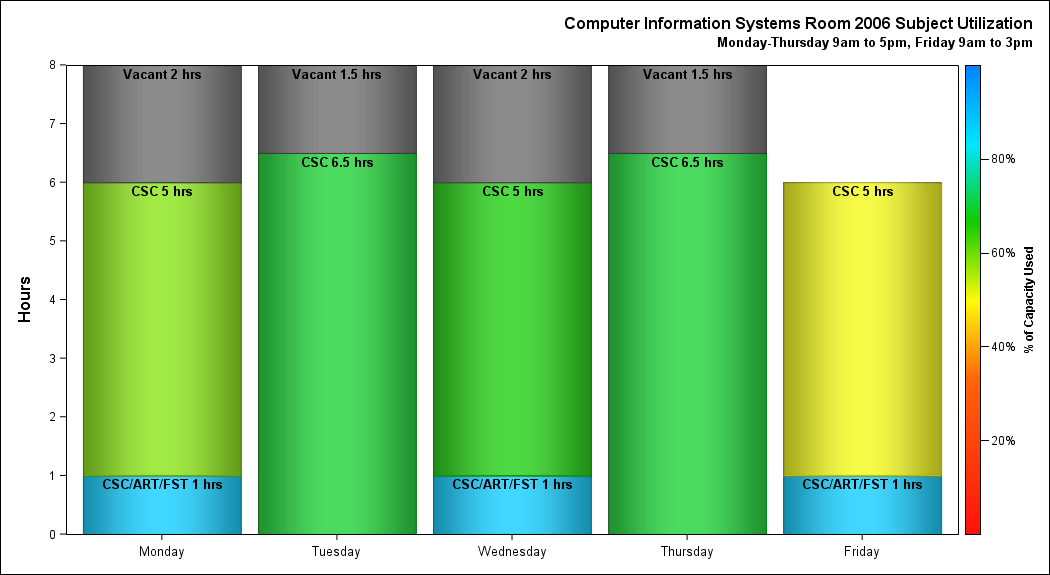 Computer Information Systems Room 2006 Subject Utilization
Monday-Thursday 9am to 5pm, Friday 9am to 3pm
8
7
6
5
4
3
2
1
0
Hours
Vacant 2 hrs
CSC 5 hrs
CSC/ART/FST 1 hrs
Vacant 1.5 hrs
CSC 6.5 hrs
Vacant 2 hrs
CSC 5 hrs
CSC/ART/FST 1 hrs
Vacant 1.5 hrs
CSC 6.5 hrs
CSC 5 hrs
CSC/ART/FST 1 hrs
Monday
Tuesday
Wednesday
Thursday
Friday
80%
60%
40%
20%
% of Capacity Used